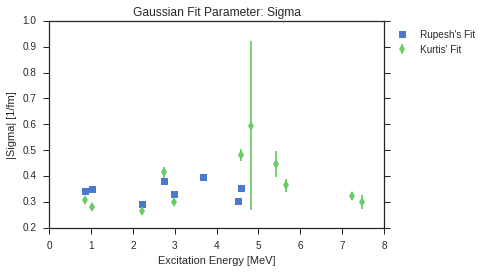 Gaussian Fit Parameter: Sigma
1.0
0.9
0.8
0.7
0.6
0.5
0.4
0.3
0.2
|Sigma| [1/fm]
0 1 2 3 4 5 6 7 8
Excitation Energy [MeV]
Rupesh's Fit
Kurtis' Fit